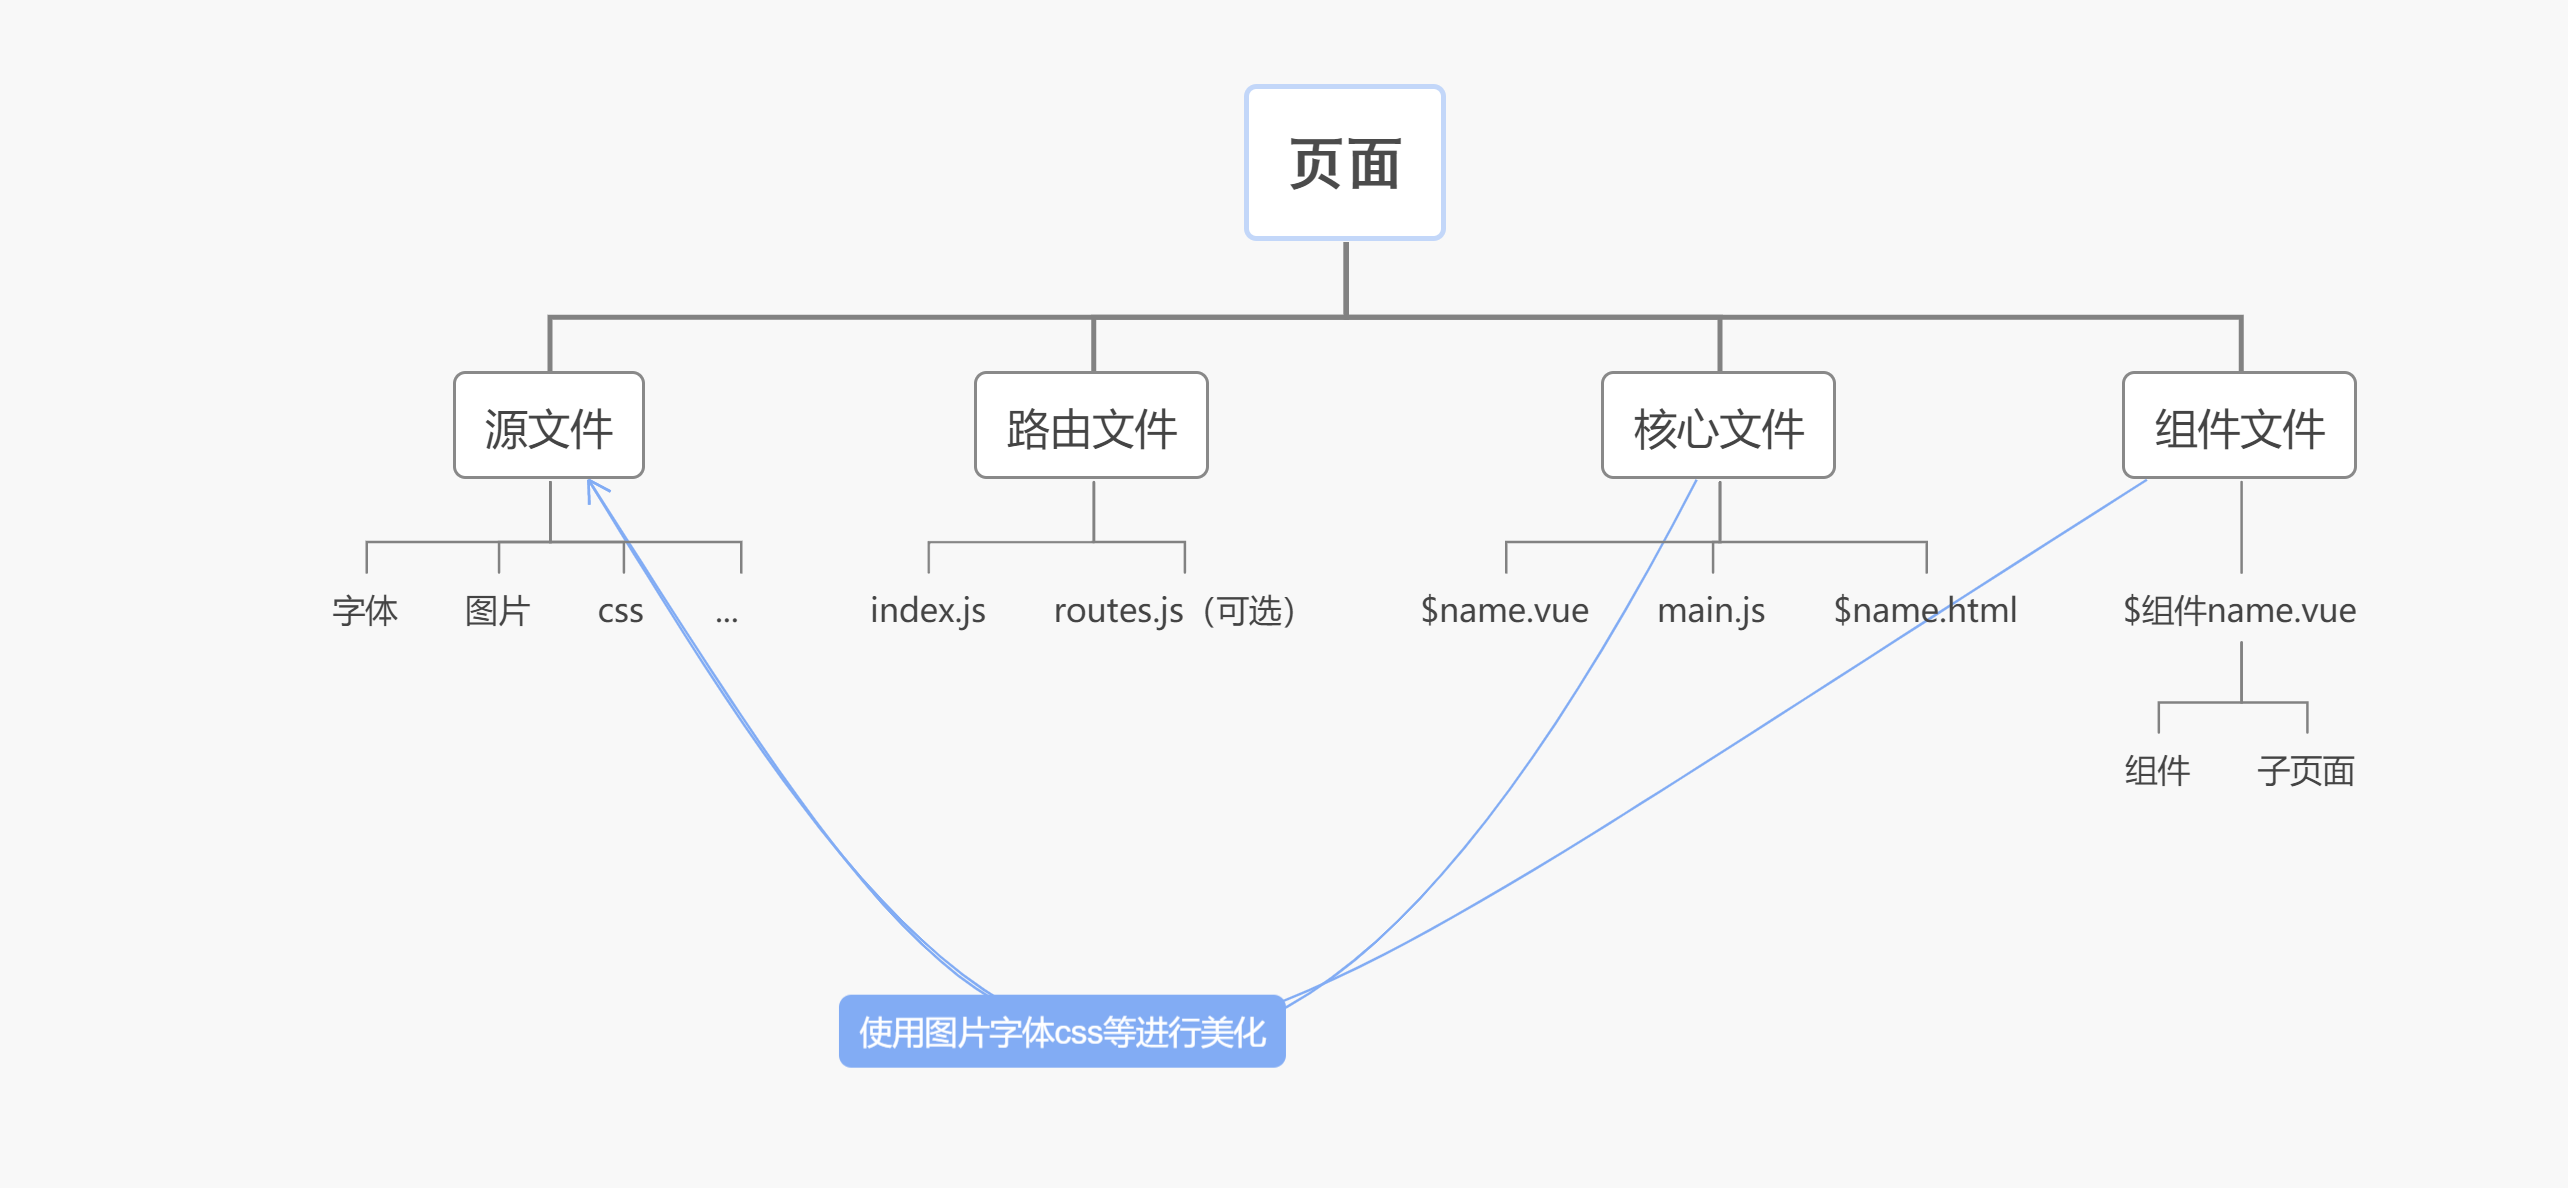 页面
源文件
路由文件
核心文件
组件文件
字体
图片
css
...
index.js
routes.js（可选）
$name.vue
main.js
$name.html
$组件name.vue
组件
子页面
使用图片字体css等进行美化